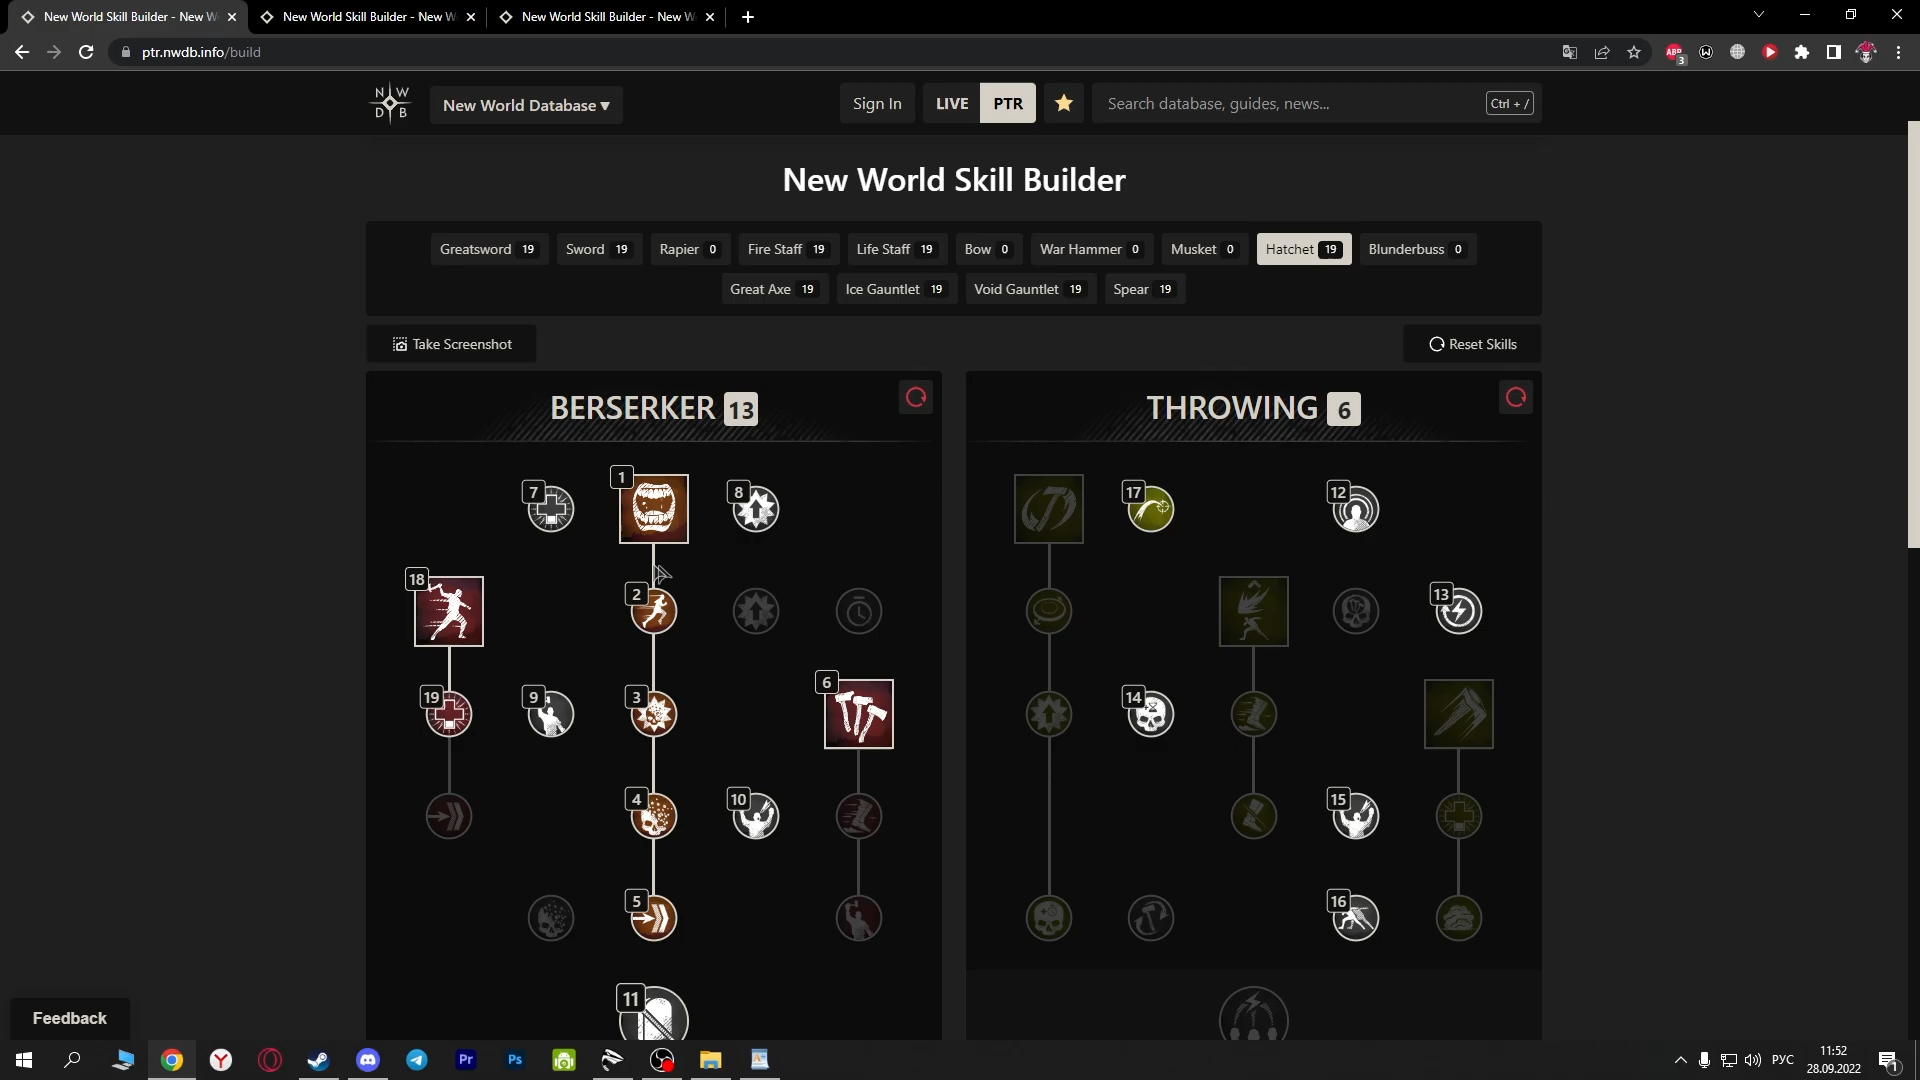 New World Skill Builder - New W
New World Skill Builder - New W
New World Skill Builder - New W
ptr.nwdb.info/build
ABP
3
N W
D B
New World Database ▾
Sign In
LIVE
PTR
Search database, guides, news...
Ctrl + /
New World Skill Builder
Greatsword 19
Sword 19
Rapier 0
Fire Staff 19
Life Staff 19
Bow 0
War Hammer 0
Musket 0
Hatchet 19
Blunderbuss 0
Great Axe 19
Ice Gauntlet 19
Void Gauntlet 19
Spear 19
Take Screenshot
Reset Skills
BERSERKER 13
THROWING 6
7
1
8
17
12
18
2
13
19
9
3
6
14
4
10
15
5
16
11
Feedback
Pr
Ps
РУС
11:52
28.09.2022
1